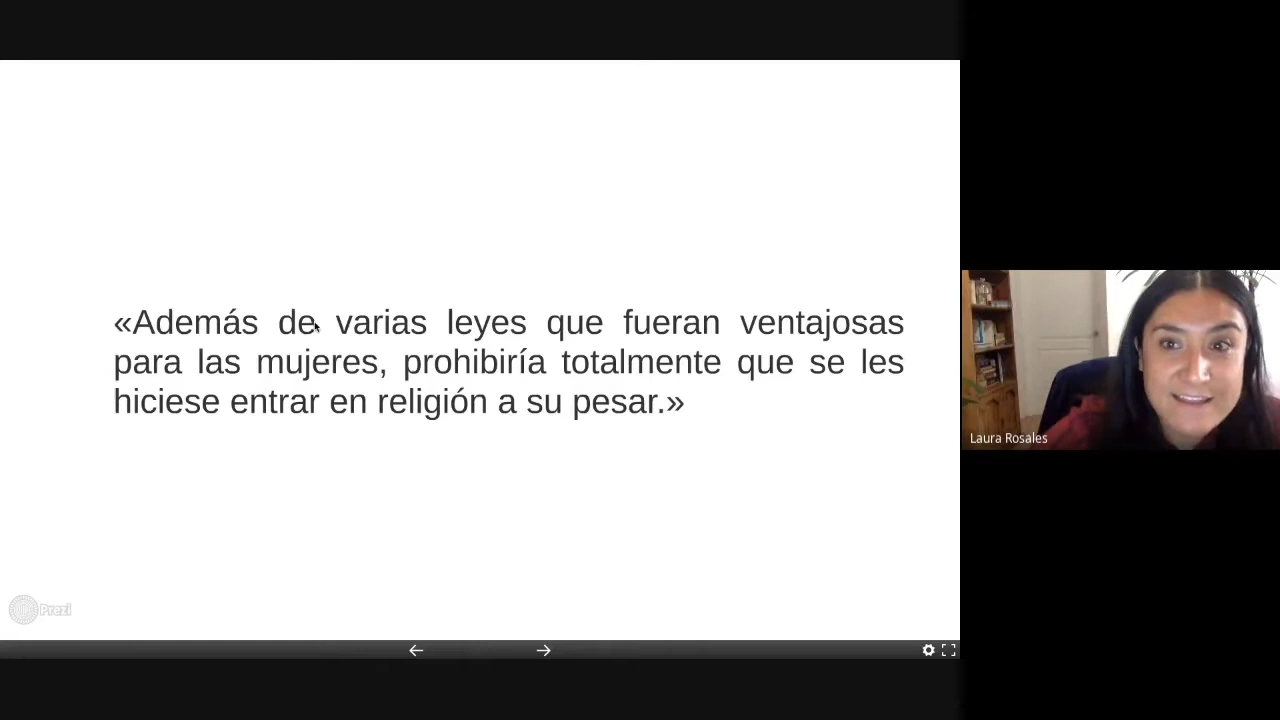 «Además de varias leyes que fueran ventajosas
para las mujeres, prohibiría totalmente que se les
hiciese entrar en religión a su pesar.»
Laura Rosales
Prezi